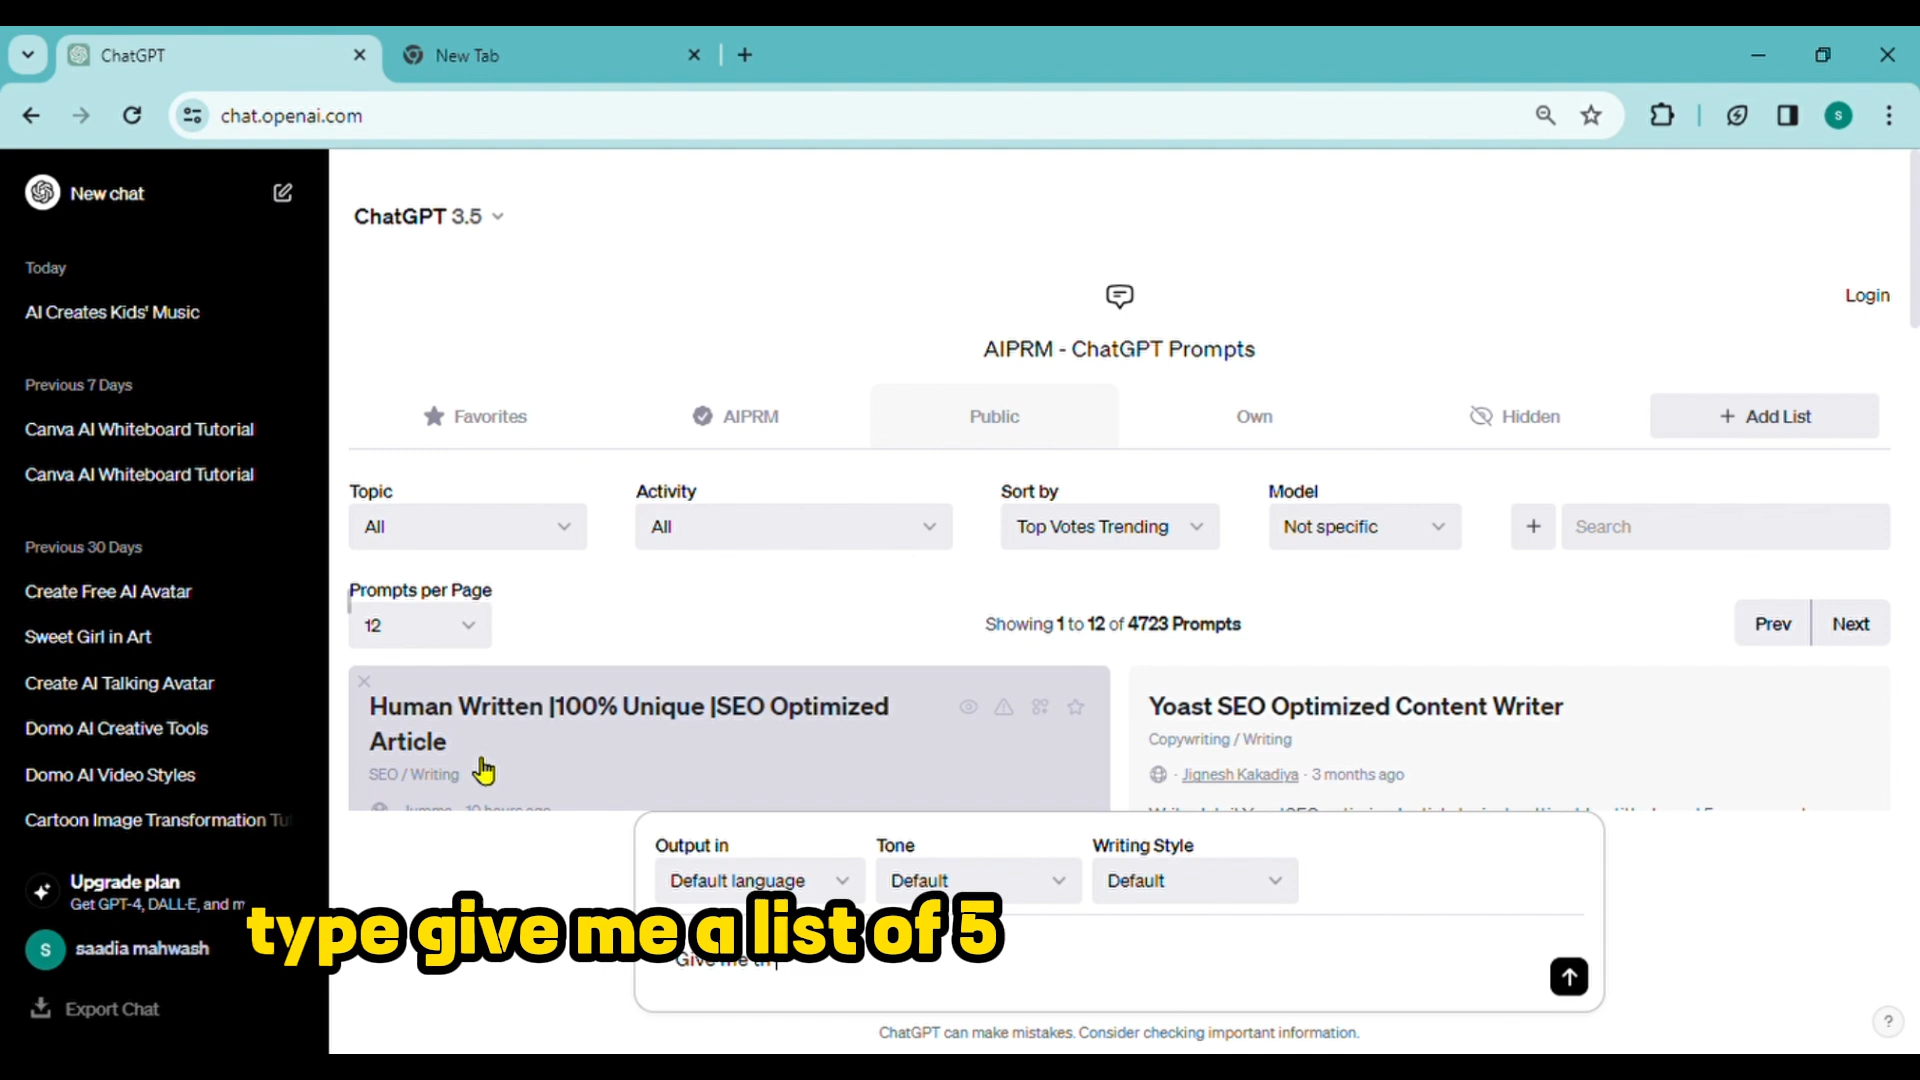 ChatGPT
New Tab
chat.openai.com
S
New chat
Today
AI Creates Kids' Music
Previous 7 Days
Canva AI Whiteboard Tutorial
Canva AI Whiteboard Tutorial
Previous 30 Days
Create Free AI Avatar
Sweet Girl in Art
Create AI Talking Avatar
Domo AI Creative Tools
Domo AI Video Styles
Cartoon Image Transformation Tu
Upgrade plan
Get GPT-4, DALL·E, and m
S saadia mahwash
Export Chat
ChatGPT 3.5
Login
AIPRM - ChatGPT Prompts
Favorites
AIPRM
Public
Own
Hidden
+ Add List
Topic
All
Activity
All
Sort by
Top Votes Trending
Model
Not specific
+
Search
Prompts per Page
12
Showing 1 to 12 of 4723 Prompts
Prev
Next
Human Written |100% Unique |SEO Optimized
Article
SEO / Writing
Yoast SEO Optimized Content Writer
Copywriting / Writing
· Jignesh Kakadiya · 3 months ago
Output in
Default language
Tone
Default
Writing Style
Default
type give me a list of 5
Give me th
ChatGPT can make mistakes. Consider checking important information.
?